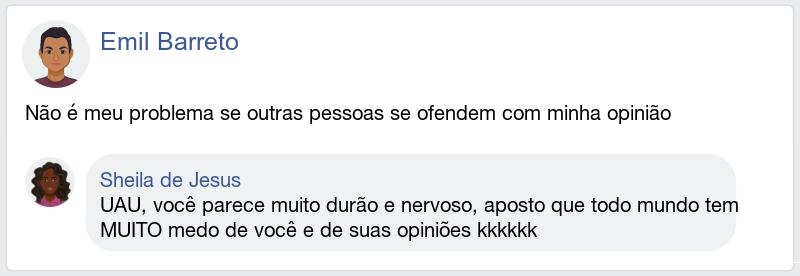 Emil Barreto
Não é meu problema se outras pessoas se ofendem com minha opinião
Sheila de Jesus
UAU, você parece muito durão e nervoso, aposto que todo mundo tem
MUITO medo de você e de suas opiniões kkkkkk